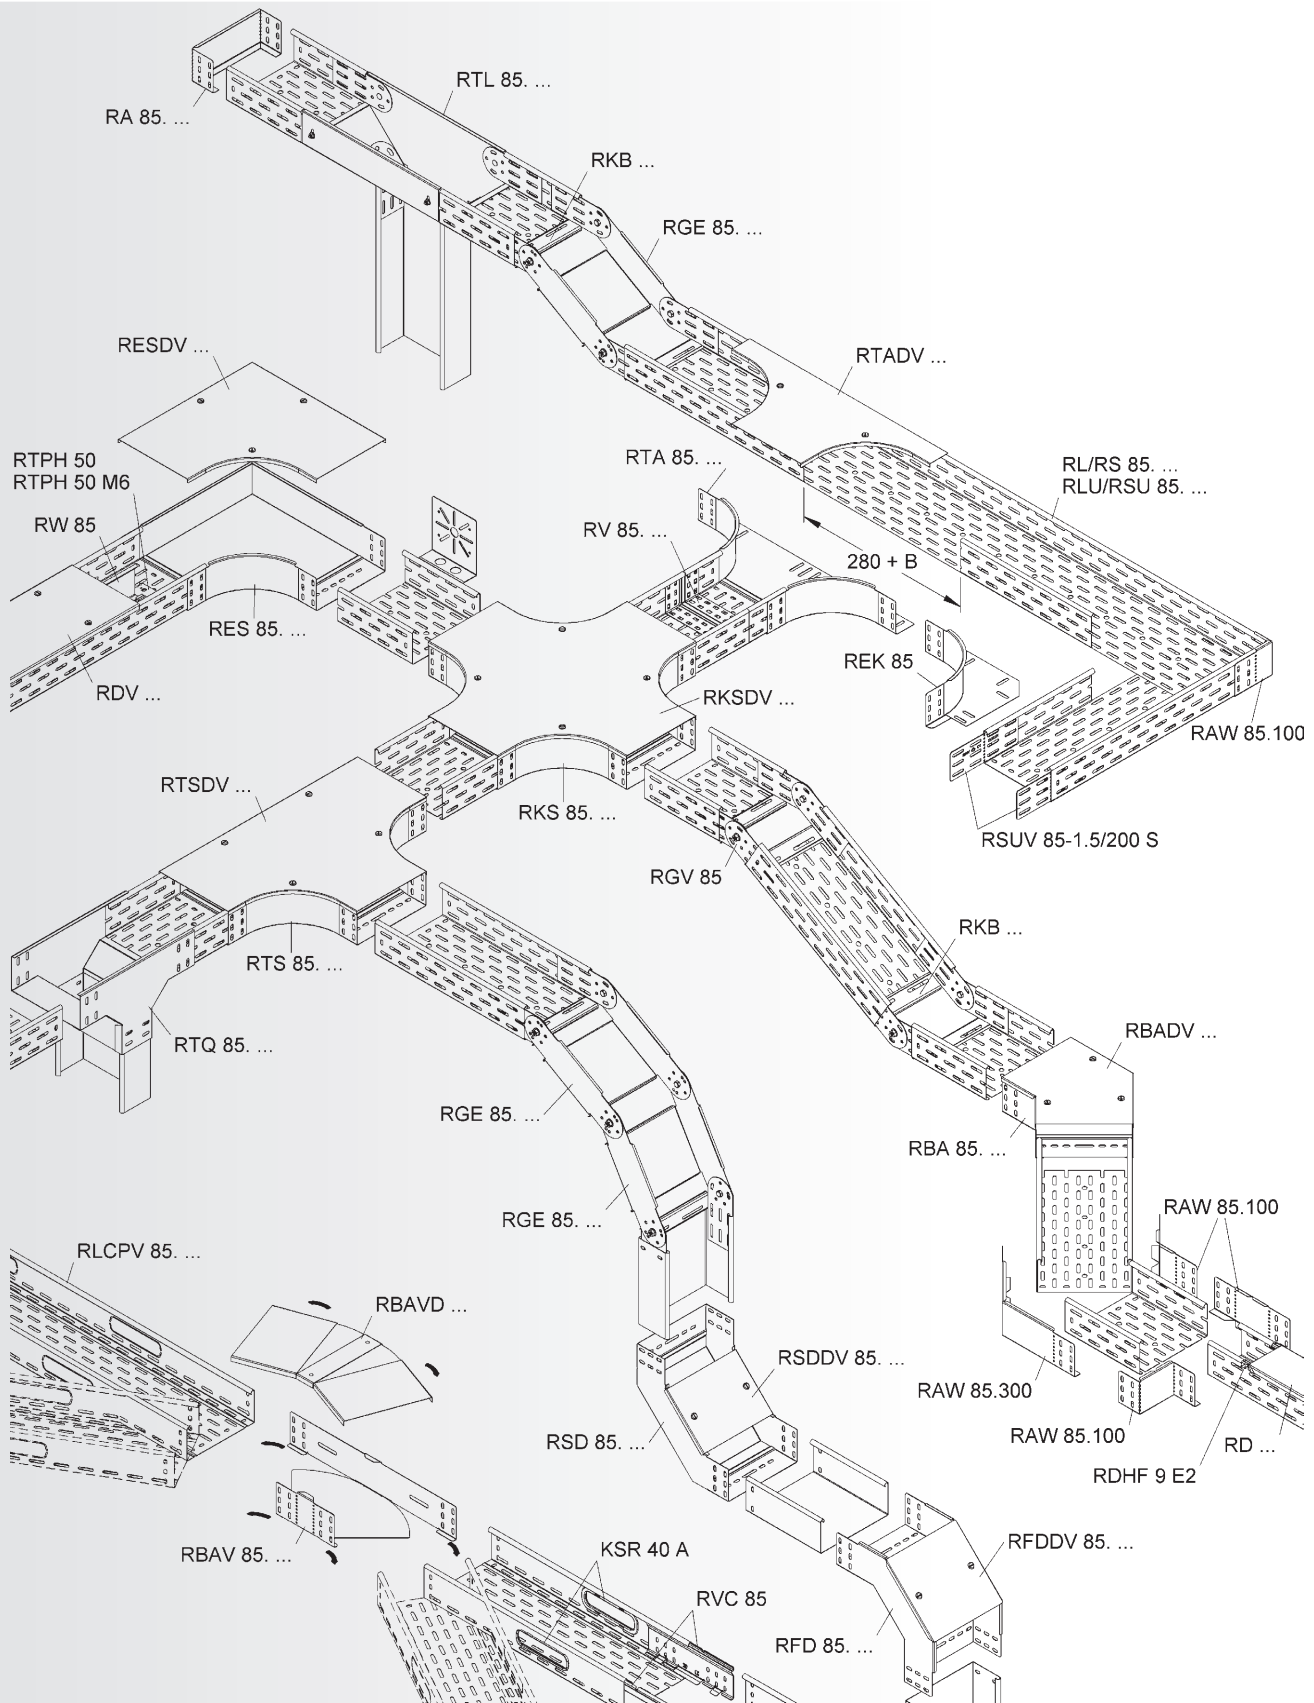 RTL 85. ...
RA 85. ...
RKB ...
RGE 85. ...
RESDV ...
RTADV ...
RTPH 50
RTPH 50 M6
RTA 85. ...
RL/RS 85. ...
RLU/RSU 85. ...
RW 85
RV 85. ...
280 + B
RES 85. ...
REK 85
RDV ...
RKSDV ...
RAW 85.100
RTSDV ...
RKS 85. ...
RSUV 85-1.5/200 S
RGV 85
RKB ...
RTS 85. ...
RTQ 85. ...
RBADV ...
RGE 85. ...
RBA 85. ...
RGE 85. ...
RAW 85.100
RLCPV 85. ...
RBAVD ...
RSDDV 85. ...
RAW 85.300
RSD 85. ...
RAW 85.100
RD ...
RDHF 9 E2
RBAV 85. ...
KSR 40 A
RFDDV 85. ...
RVC 85
RFD 85. ...